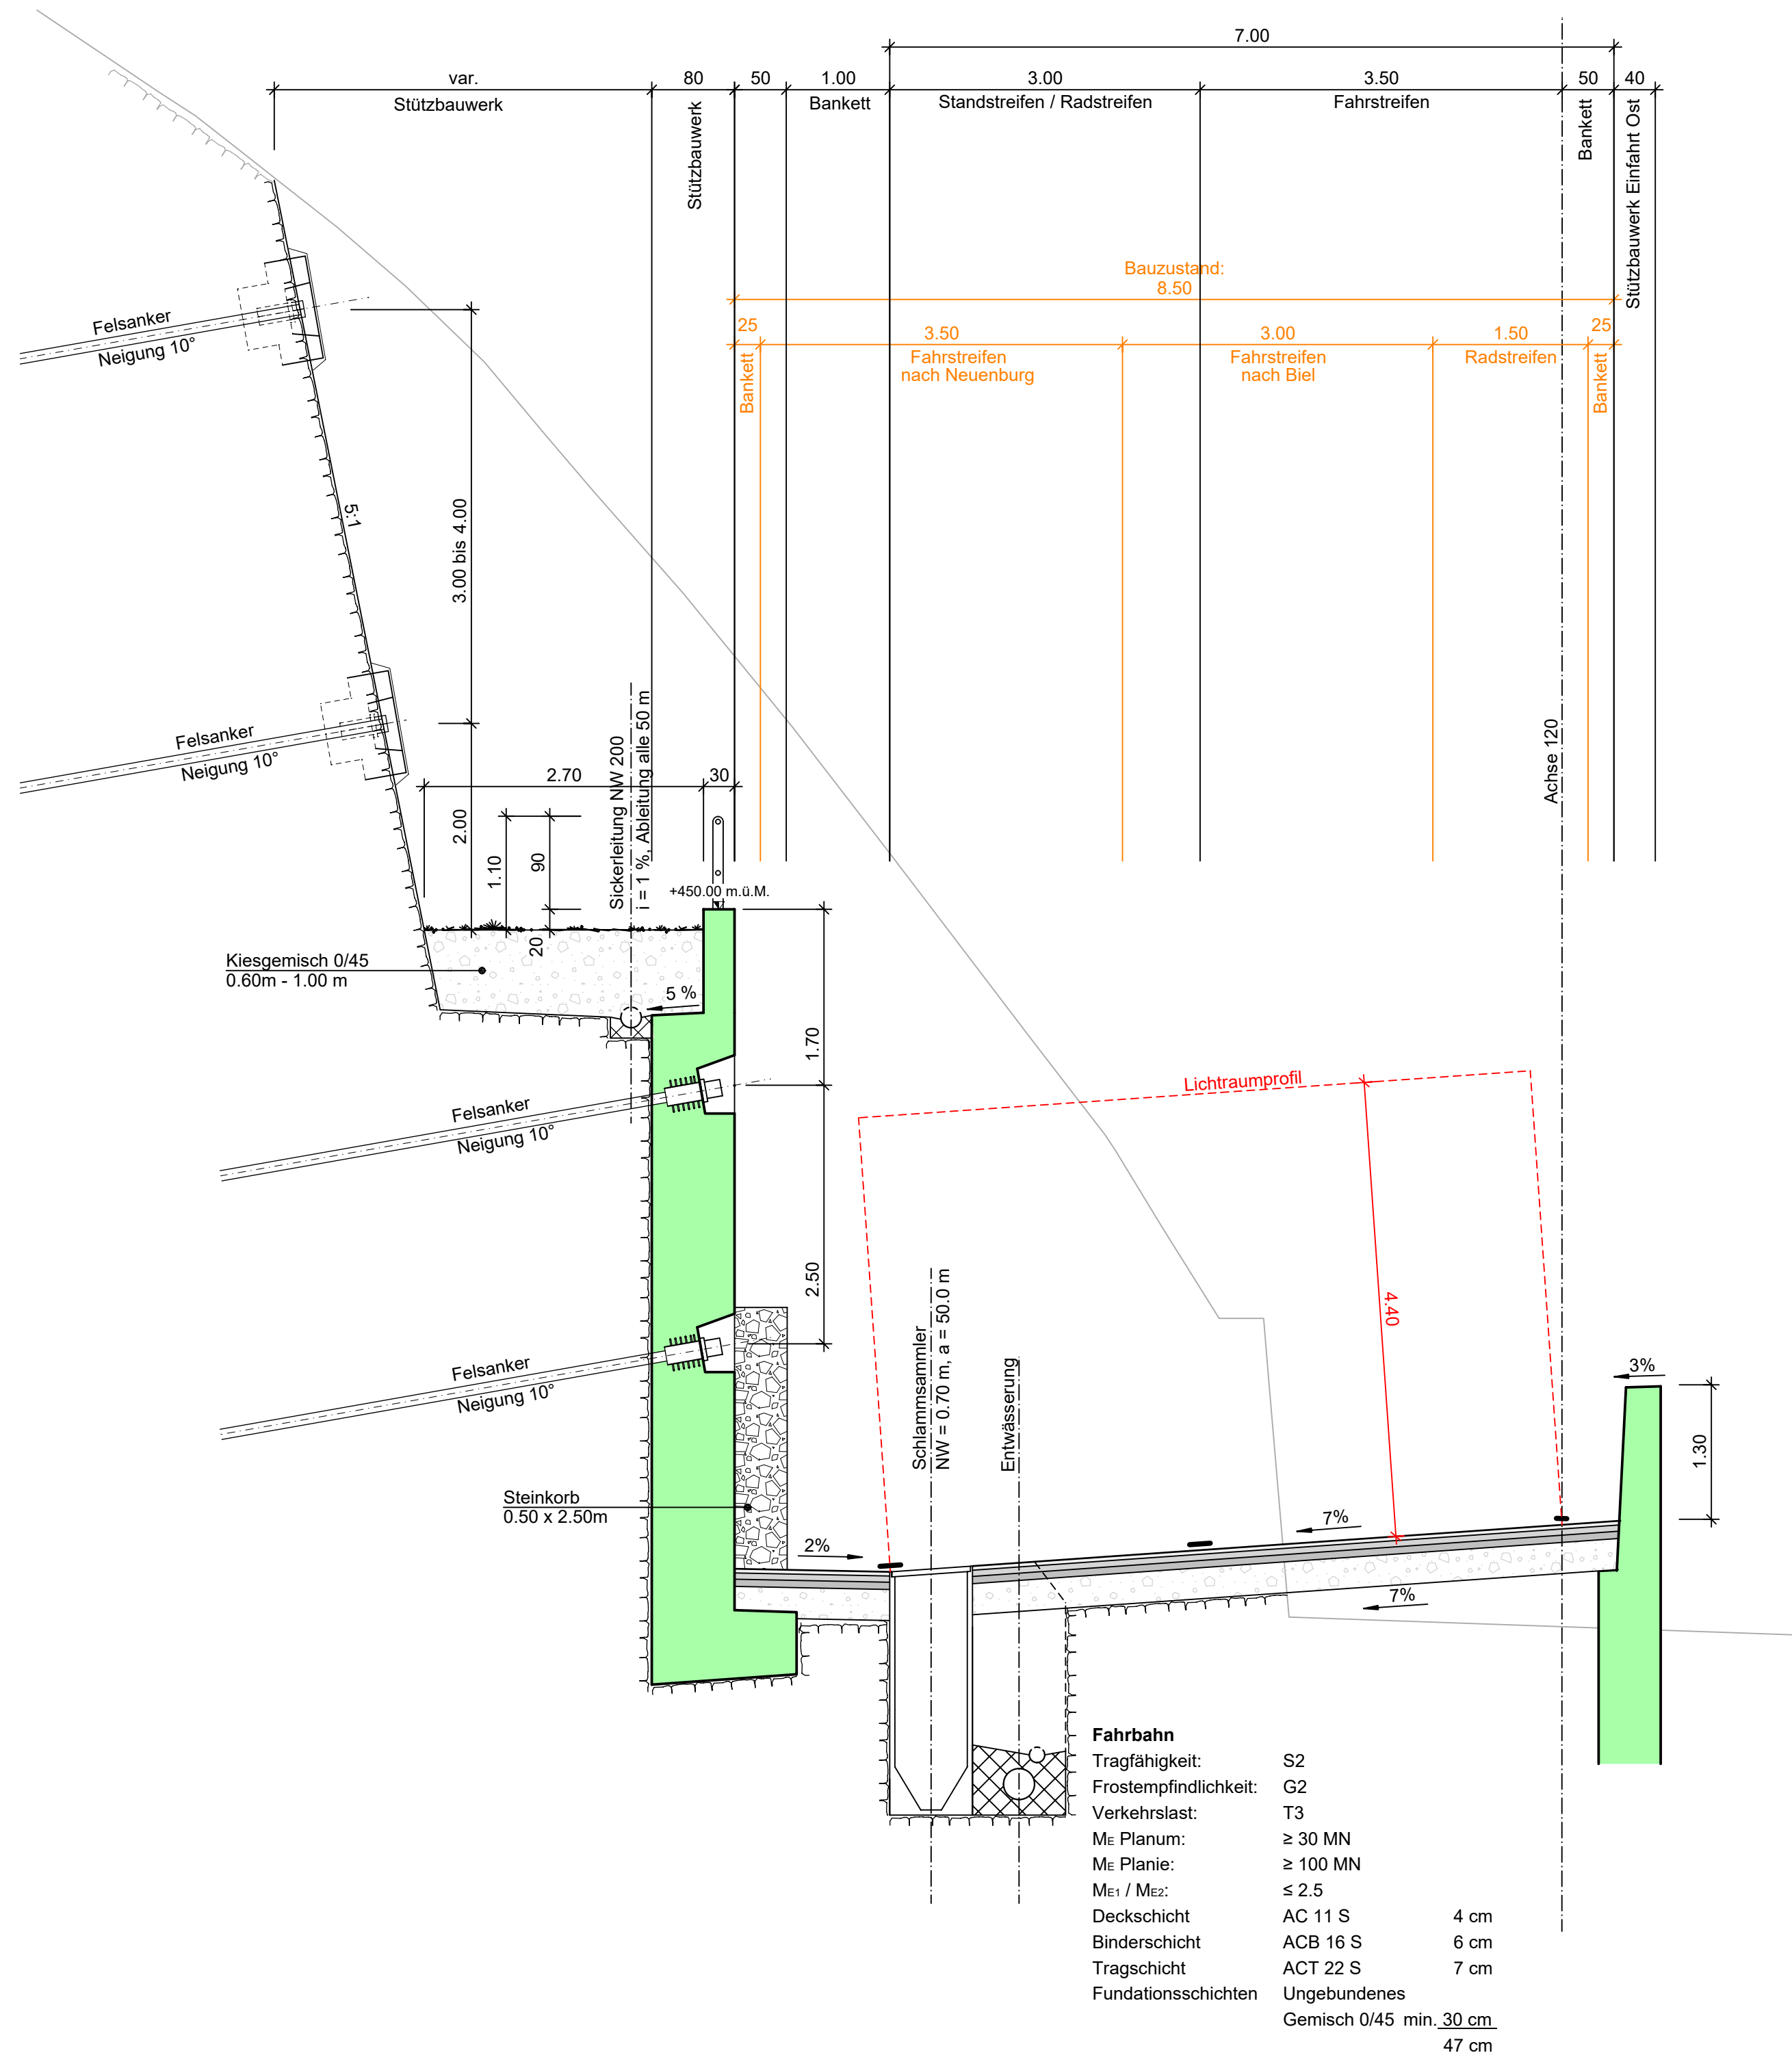 7.00
var.
80
50
1.00
3.00
3.50
50
40
Stützbauwerk
Stützbauwerk
Bankett
Standstreifen / Radstreifen
Fahrstreifen
Bankett
Stützbauwerk Einfahrt Ost
Bauzustand:
8.50
25
3.50
3.00
1.50
25
Bankett
Fahrstreifen
nach Neuenburg
Fahrstreifen
nach Biel
Radstreifen
Bankett
Felsanker
Neigung 10°
5:1
3.00 bis 4.00
Felsanker
Neigung 10°
2.00
2.70
30
1.10
90
20
Sickerleitung NW 200
i = 1 %, Ableitung alle 50 m
Achse 120
+450.00 m.ü.M.
Kiesgemisch 0/45
0.60m - 1.00 m
5 %
1.70
Felsanker
Neigung 10°
Lichtraumprofil
2.50
4.40
Felsanker
Neigung 10°
Schlammsammler
NW = 0.70 m, a = 50.0 m
Entwässerung
3%
1.30
Steinkorb
0.50 x 2.50m
2%
7%
7%
Fahrbahn
Tragfähigkeit: S2
Frostempfindlichkeit: G2
Verkehrslast: T3
ME Planum: ≥ 30 MN
ME Planie: ≥ 100 MN
ME1 / ME2: ≤ 2.5
Deckschicht AC 11 S 4 cm
Binderschicht ACB 16 S 6 cm
Tragschicht ACT 22 S 7 cm
Fundationsschichten Ungebundenes
Gemisch 0/45 min. 30 cm
47 cm